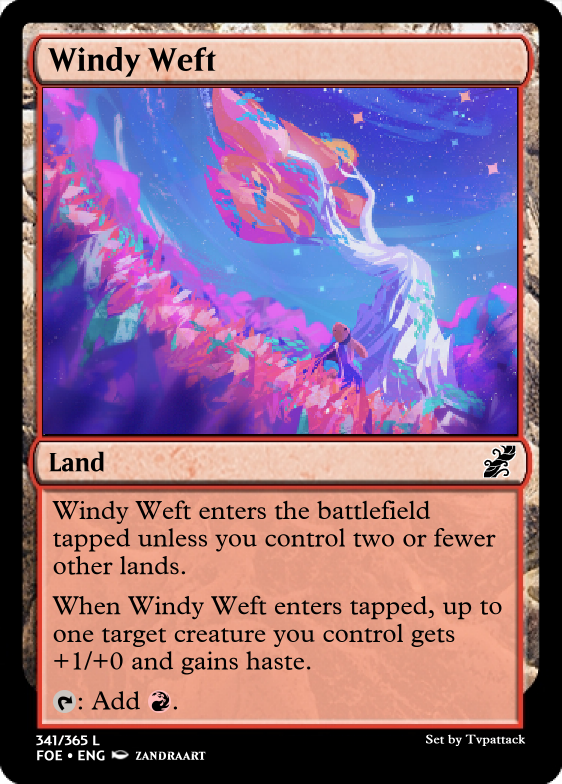 Windy Weft
Land
Windy Weft enters the battlefield
tapped unless you control two or fewer
other lands.
When Windy Weft enters tapped, up to
one target creature you control gets
+1/+0 and gains haste.
: Add .
341/365 L
Set by Tvpattack
FOE • ENG ZANDRAART